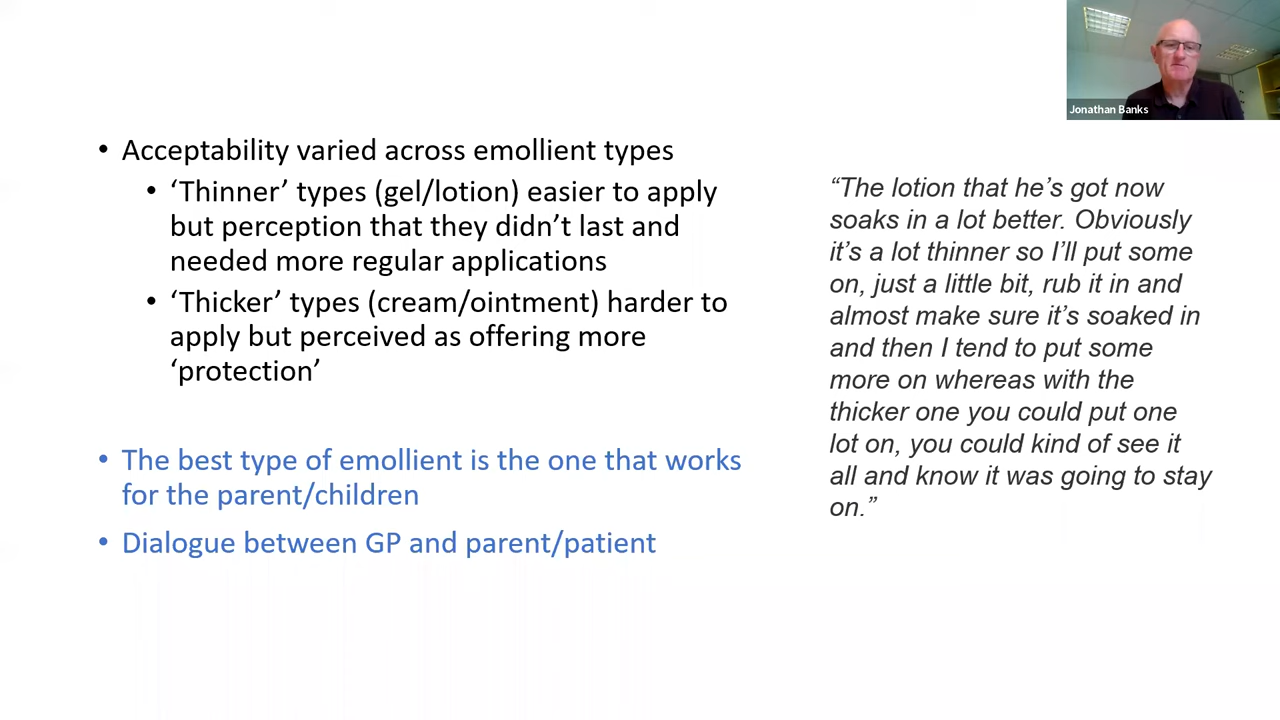 Jonathan Banks
• Acceptability varied across emollient types
• ‘Thinner’ types (gel/lotion) easier to apply
but perception that they didn’t last and
needed more regular applications
• ‘Thicker’ types (cream/ointment) harder to
apply but perceived as offering more
‘protection’
• The best type of emollient is the one that works
for the parent/children
• Dialogue between GP and parent/patient
“The lotion that he’s got now
soaks in a lot better. Obviously
it’s a lot thinner so I’ll put some
on, just a little bit, rub it in and
almost make sure it’s soaked in
and then I tend to put some
more on whereas with the
thicker one you could put one
lot on, you could kind of see it
all and know it was going to stay
on.”